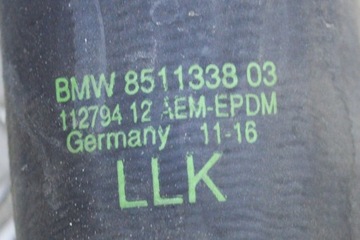 BMW 8511338 03
112794 12 AEM-EPDM
Germany 11-16
LLK